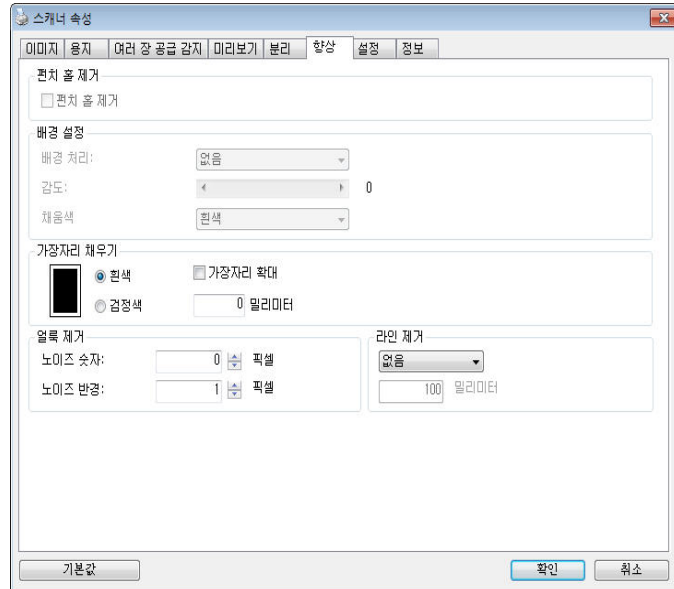 스캐너 속성
이미지 용지 여러 장 공급 감지 미리보기 분리 향상 설정 정보
펀치 홀 제거
펀치 홀 제거
배경 설정
배경 처리: 없음
감도: 0
채움색 흰색
가장자리 채우기
흰색 가장자리 확대
검정색 0 밀리미터
얼룩 제거 라인 제거
노이즈 숫자: 0 픽셀 없음
노이즈 반경: 1 픽셀 100 밀리미터
기본값 확인 취소